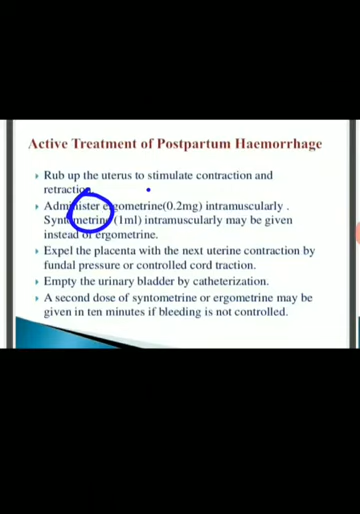 Active Treatment of Postpartum Haemorrhage
Rub up the uterus to stimulate contraction and
retraction.
Administer ergometrine(0.2mg) intramuscularly .
Syntometrine (1ml) intramuscularly may be given
instead of ergometrine.
Expel the placenta with the next uterine contraction by
fundal pressure or controlled cord traction.
Empty the urinary bladder by catheterization.
A second dose of syntometrine or ergometrine may be
given in ten minutes if bleeding is not controlled.